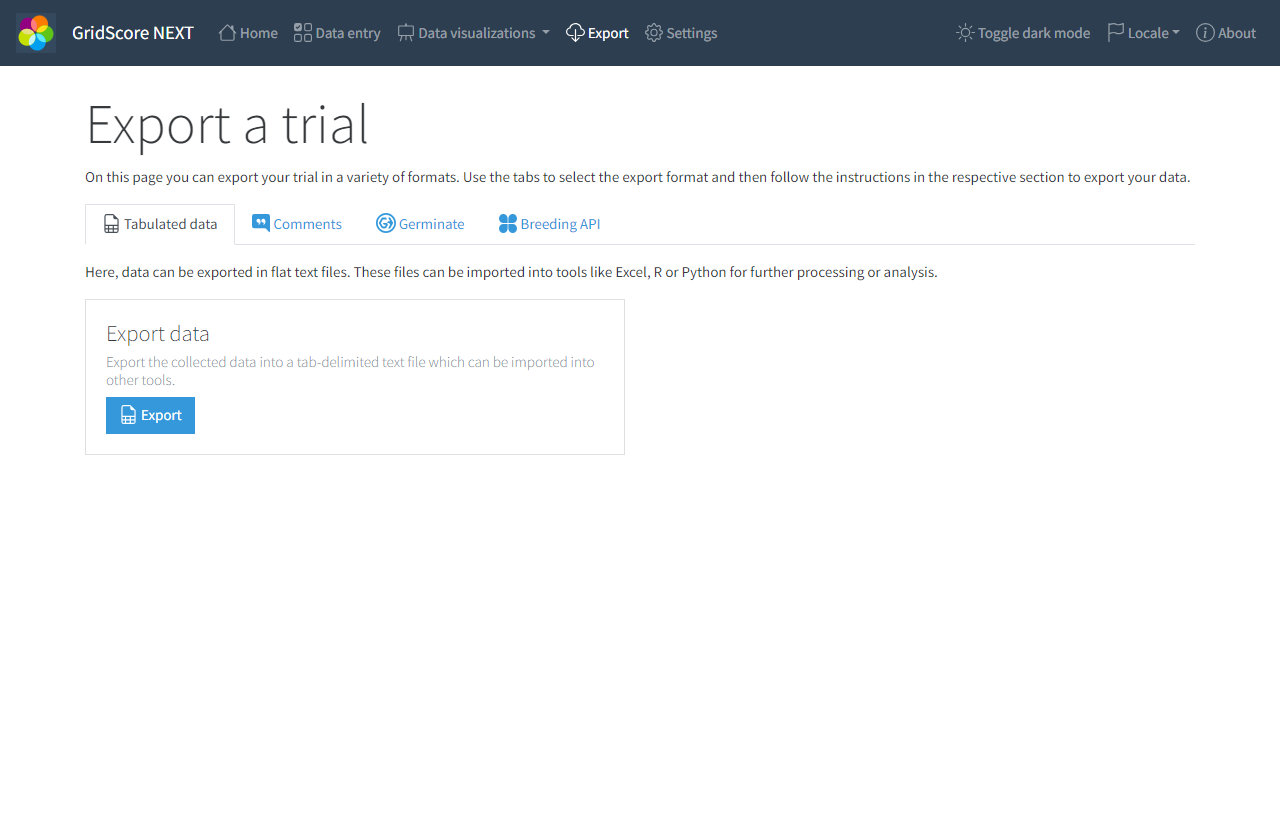 GridScore NEXT Home Data entry Data visualizations Export Settings Toggle dark mode Locale About
Export a trial
On this page you can export your trial in a variety of formats. Use the tabs to select the export format and then follow the instructions in the respective section to export your data.
Tabulated data Comments Germinate Breeding API
Here, data can be exported in flat text files. These files can be imported into tools like Excel, R or Python for further processing or analysis.
Export data
Export the collected data into a tab-delimited text file which can be imported into
other tools.
Export